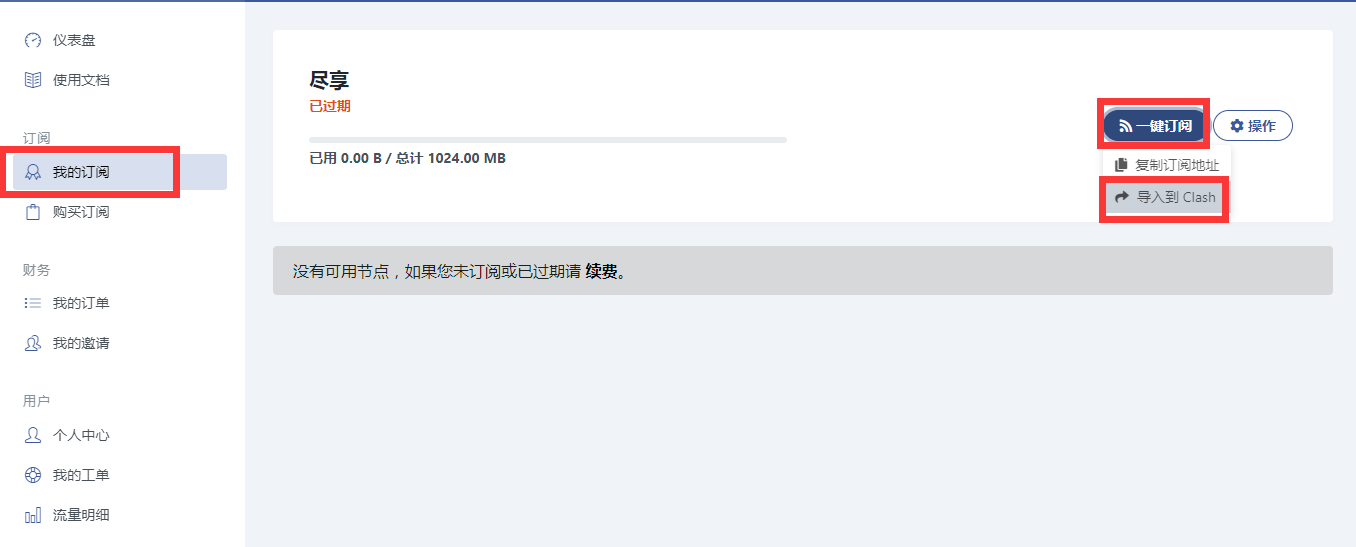 仪表盘
使用文档
订阅
我的订阅
购买订阅
财务
我的订单
我的邀请
用户
个人中心
我的工单
流量明细
尽享
已过期
已用 0.00 B / 总计 1024.00 MB
一键订阅
操作
复制订阅地址
导入到 Clash
没有可用节点，如果您未订阅或已过期请 续费。